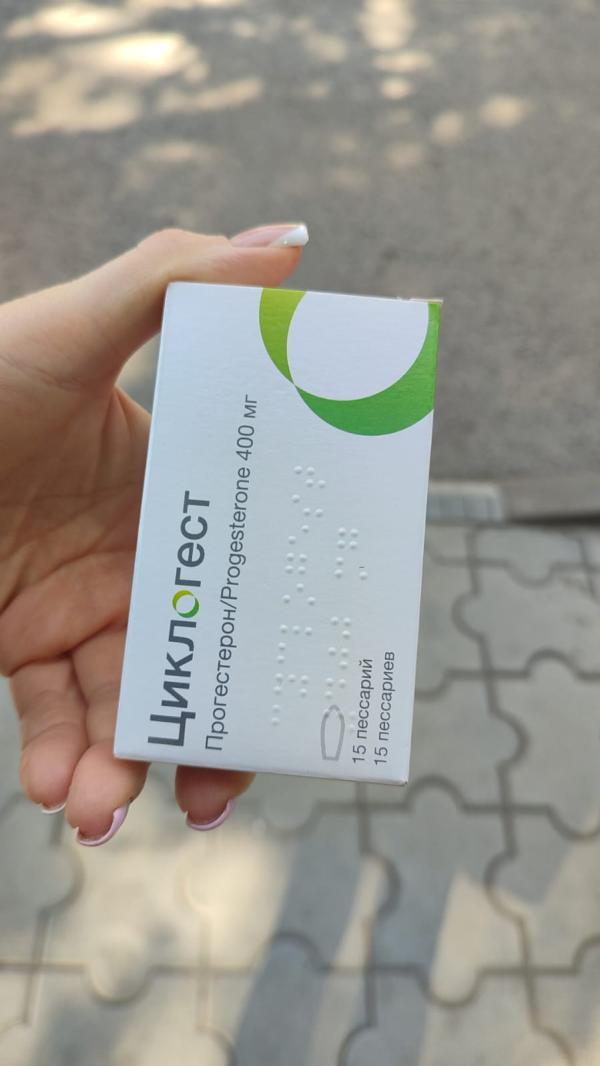 Циклогест
Прогестерон/Progesterone 400 мг
15 пессарий
15 пессариев